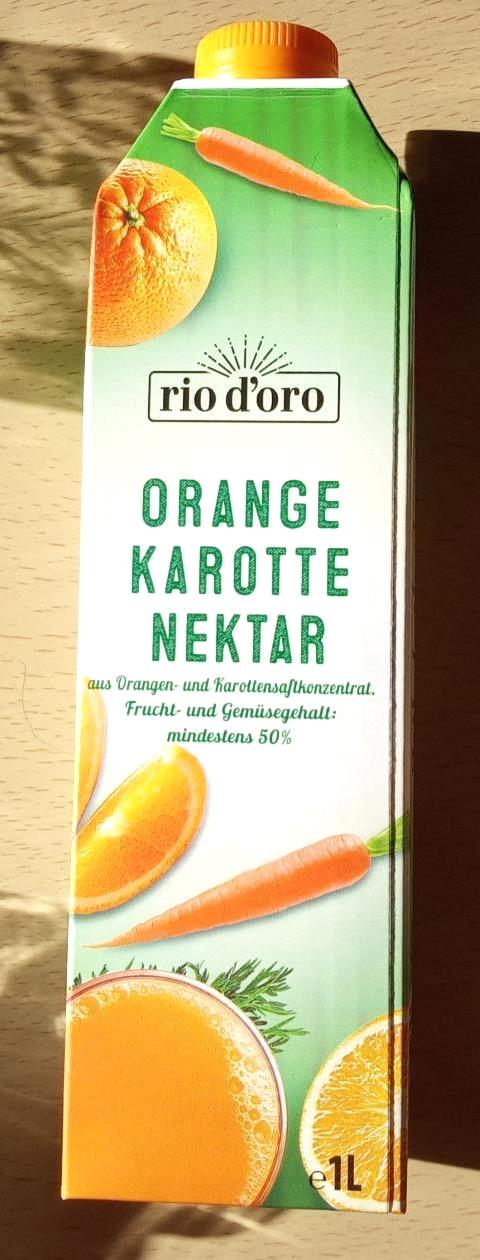 rio d'oro
ORANGE
KAROTTE
NEKTAR
aus Orangen- und Karottensaftkonzentrat.
Frucht- und Gemüsegehalt:
mindestens 50%
e1L